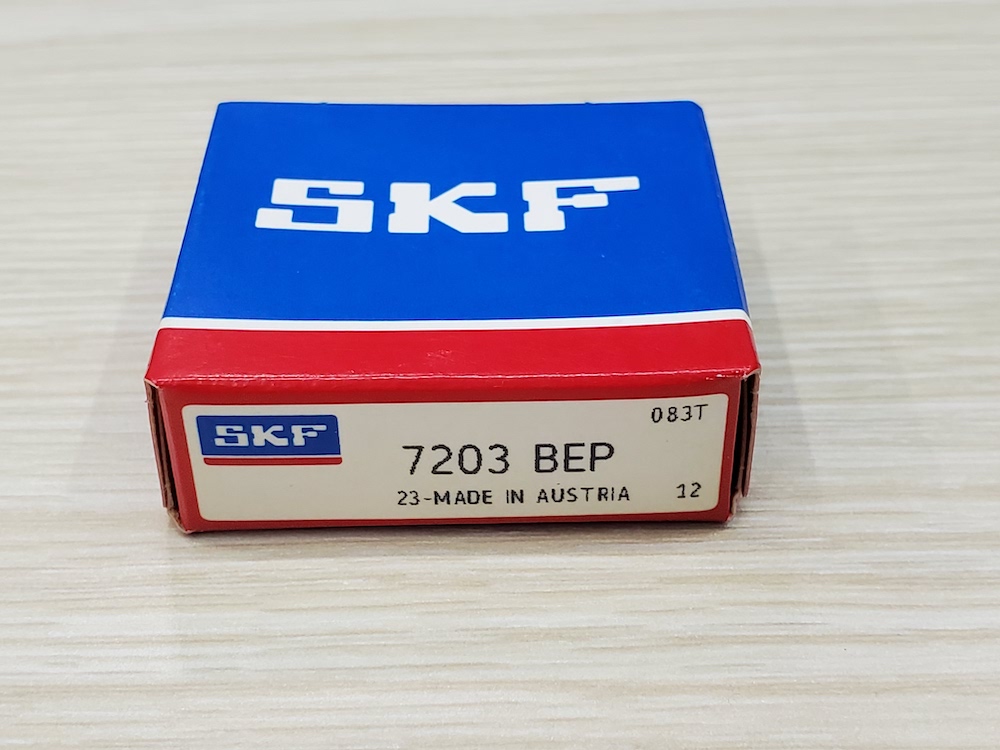 SKF
083T
SKF
7203 BEP
23-MADE IN AUSTRIA 12